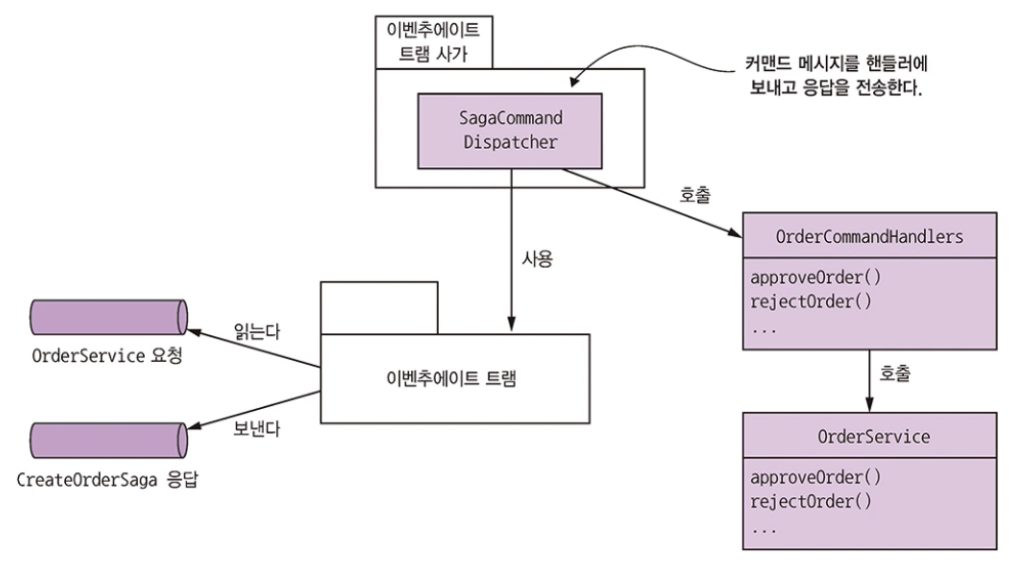 이벤추에이트
트램 사가
커맨드 메시지를 핸들러에
보내고 응답을 전송한다.
SagaCommand
Dispatcher
호출
OrderCommandHandlers
approveOrder()
rejectOrder()
...
사용
읽는다
OrderService 요청
이벤추에이트 트램
호출
보낸다
CreateOrderSaga 응답
OrderService
approveOrder()
rejectOrder()
...